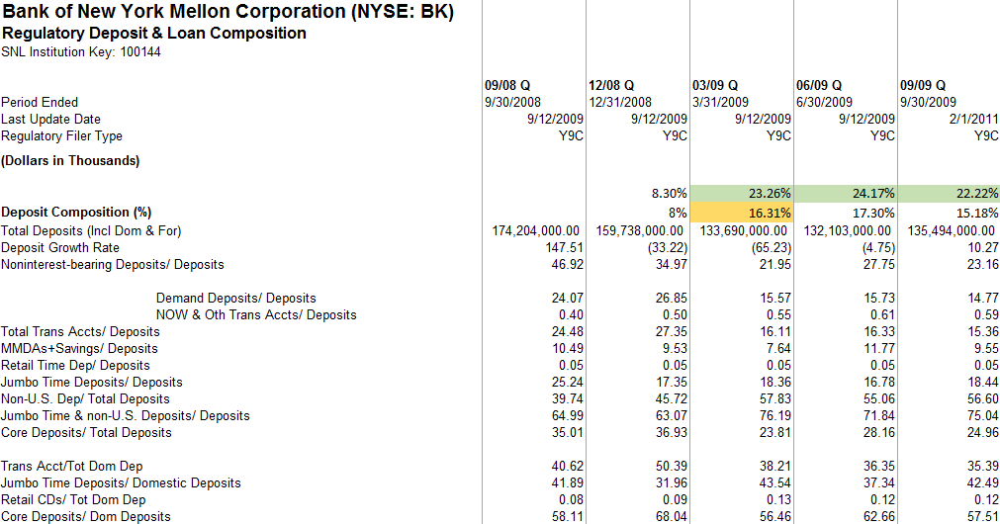 Bank of New York Mellon Corporation (NYSE: BK)
Regulatory Deposit & Loan Composition
SNL Institution Key: 100144
09/08 Q 12/08 Q 03/09 Q 06/09 Q 09/09 Q
Period Ended 9/30/2008 12/31/2008 3/31/2009 6/30/2009 9/30/2009
Last Update Date 9/12/2009 9/12/2009 9/12/2009 9/12/2009 2/1/2011
Regulatory Filer Type Y9C Y9C Y9C Y9C Y9C
(Dollars in Thousands)
8.30% 23.26% 24.17% 22.22%
Deposit Composition (%) 8% 16.31% 17.30% 15.18%
Total Deposits (Incl Dom & For) 174,204,000.00 159,738,000.00 133,690,000.00 132,103,000.00 135,494,000.00
Deposit Growth Rate 147.51 (33.22) (65.23) (4.75) 10.27
Noninterest-bearing Deposits/ Deposits 46.92 34.97 21.95 27.75 23.16
Demand Deposits/ Deposits 24.07 26.85 15.57 15.73 14.77
NOW & Oth Trans Accts/ Deposits 0.40 0.50 0.55 0.61 0.59
Total Trans Accts/ Deposits 24.48 27.35 16.11 16.33 15.36
MMDAs+Savings/ Deposits 10.49 9.53 7.64 11.77 9.55
Retail Time Dep/ Deposits 0.05 0.05 0.05 0.05 0.05
Jumbo Time Deposits/ Deposits 25.24 17.35 18.36 16.78 18.44
Non-U.S. Dep/ Total Deposits 39.74 45.72 57.83 55.06 56.60
Jumbo Time & non-U.S. Deposits/ Deposits 64.99 63.07 76.19 71.84 75.04
Core Deposits/ Total Deposits 35.01 36.93 23.81 28.16 24.96
Trans Acct/Tot Dom Dep 40.62 50.39 38.21 36.35 35.39
Jumbo Time Deposits/ Domestic Deposits 41.89 31.96 43.54 37.34 42.49
Retail CDs/ Tot Dom Dep 0.08 0.09 0.13 0.12 0.12
Core Deposits/ Dom Deposits 58.11 68.04 56.46 62.66 57.51